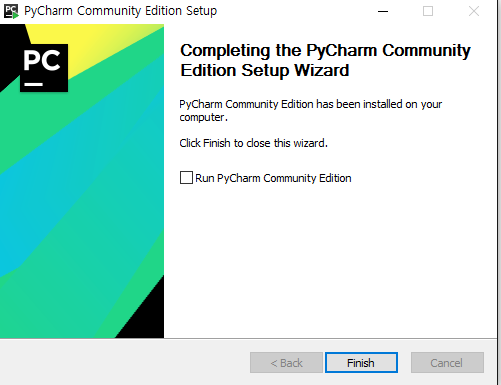 PC PyCharm Community Edition Setup
PC
Completing the PyCharm Community
Edition Setup Wizard
PyCharm Community Edition has been installed on your
computer.
Click Finish to close this wizard.
Run PyCharm Community Edition
< Back
Finish
Cancel